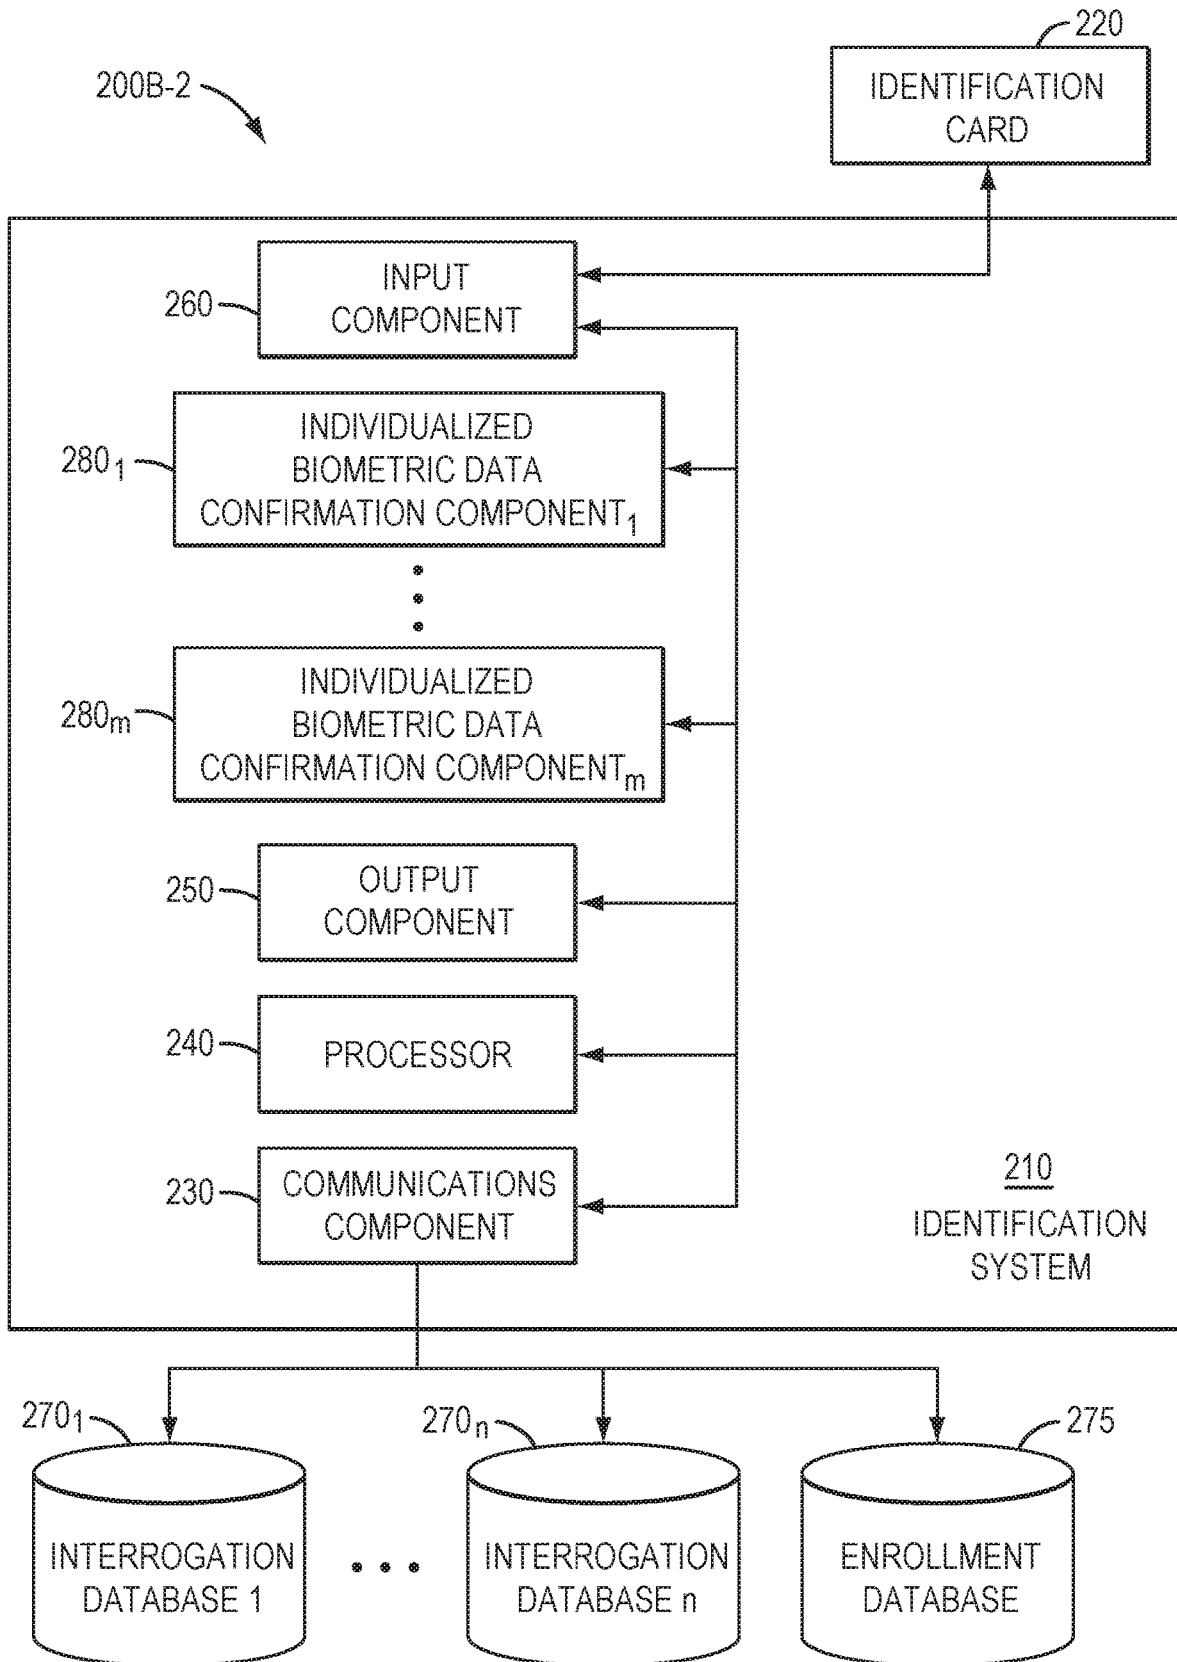 220
200B-2
IDENTIFICATION
CARD
INPUT
COMPONENT
260
INDIVIDUALIZED
BIOMETRIC DATA
CONFIRMATION COMPONENT₁
280₁
INDIVIDUALIZED
BIOMETRIC DATA
CONFIRMATION COMPONENTₘ
280ₘ
OUTPUT
COMPONENT
250
PROCESSOR
240
COMMUNICATIONS
COMPONENT
230
210
IDENTIFICATION
SYSTEM
270₁
270ₙ
275
INTERROGATION
DATABASE 1
INTERROGATION
DATABASE n
ENROLLMENT
DATABASE